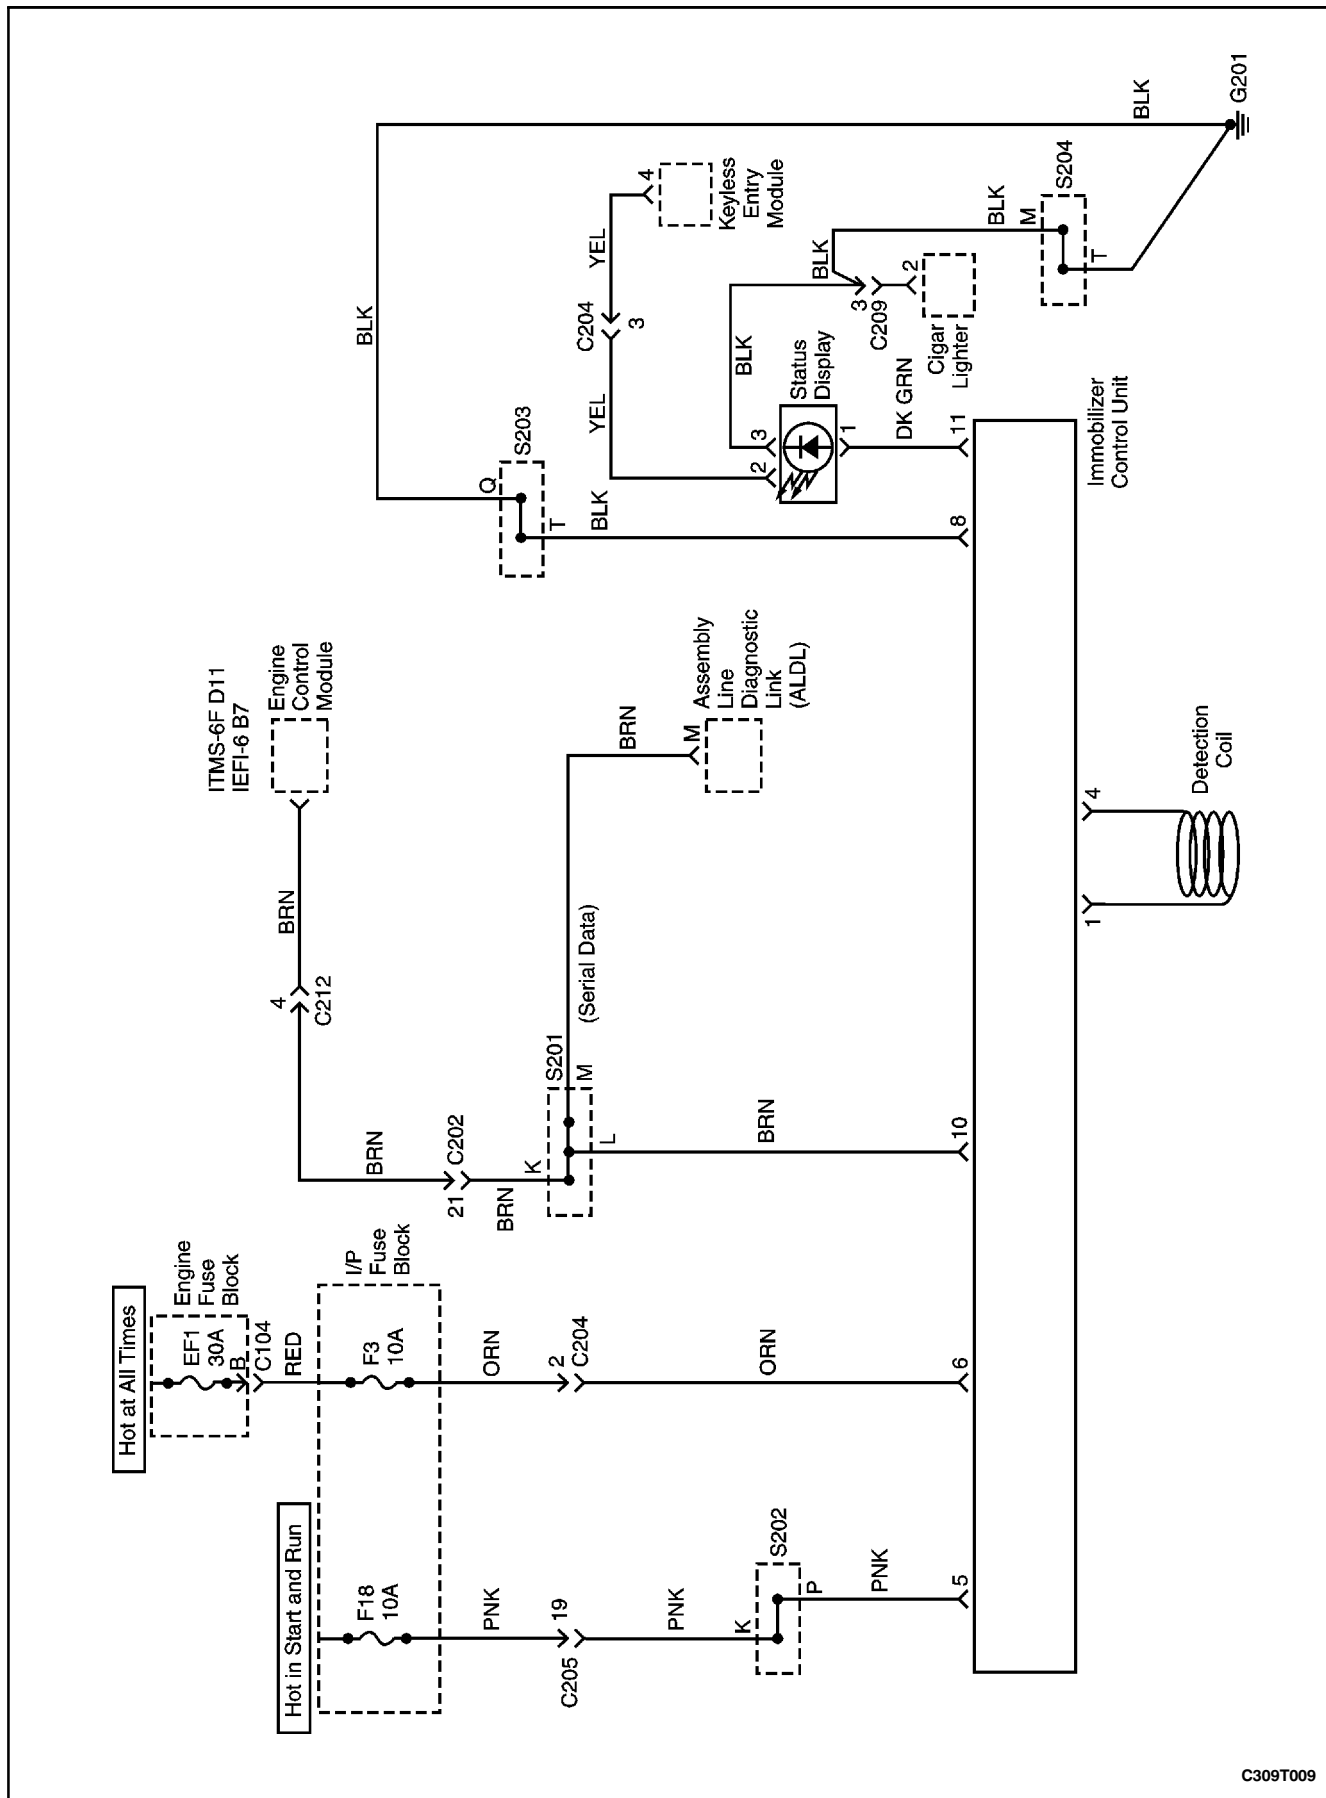 Hot at All Times
Engine
Fuse
Block
EF1
30A
B
C104
RED
Hot in Start and Run
I/P
Fuse
Block
F18
10A
F3
10A
PNK
19
C205
PNK
K
S202
P
PNK
5
ORN
2
C204
ORN
6
ITMS-6F D11
IEFI-6 B7
Engine
Control
Module
BRN
4
C212
BRN
C202
21
BRN
K
S201
M
L
(Serial Data)
BRN
10
BRN
M
Assembly
Line
Diagnostic
Link
(ALDL)
BLK
Q
S203
T
BLK
8
YEL
C204
3
YEL
4
Keyless
Entry
Module
2
3
Status
Display
1
DK GRN
11
BLK
BLK
3
C209
2
Cigar
Lighter
BLK
M
S204
T
BLK
G201
Immobilizer
Control Unit
1
4
Detection
Coil
C309T009